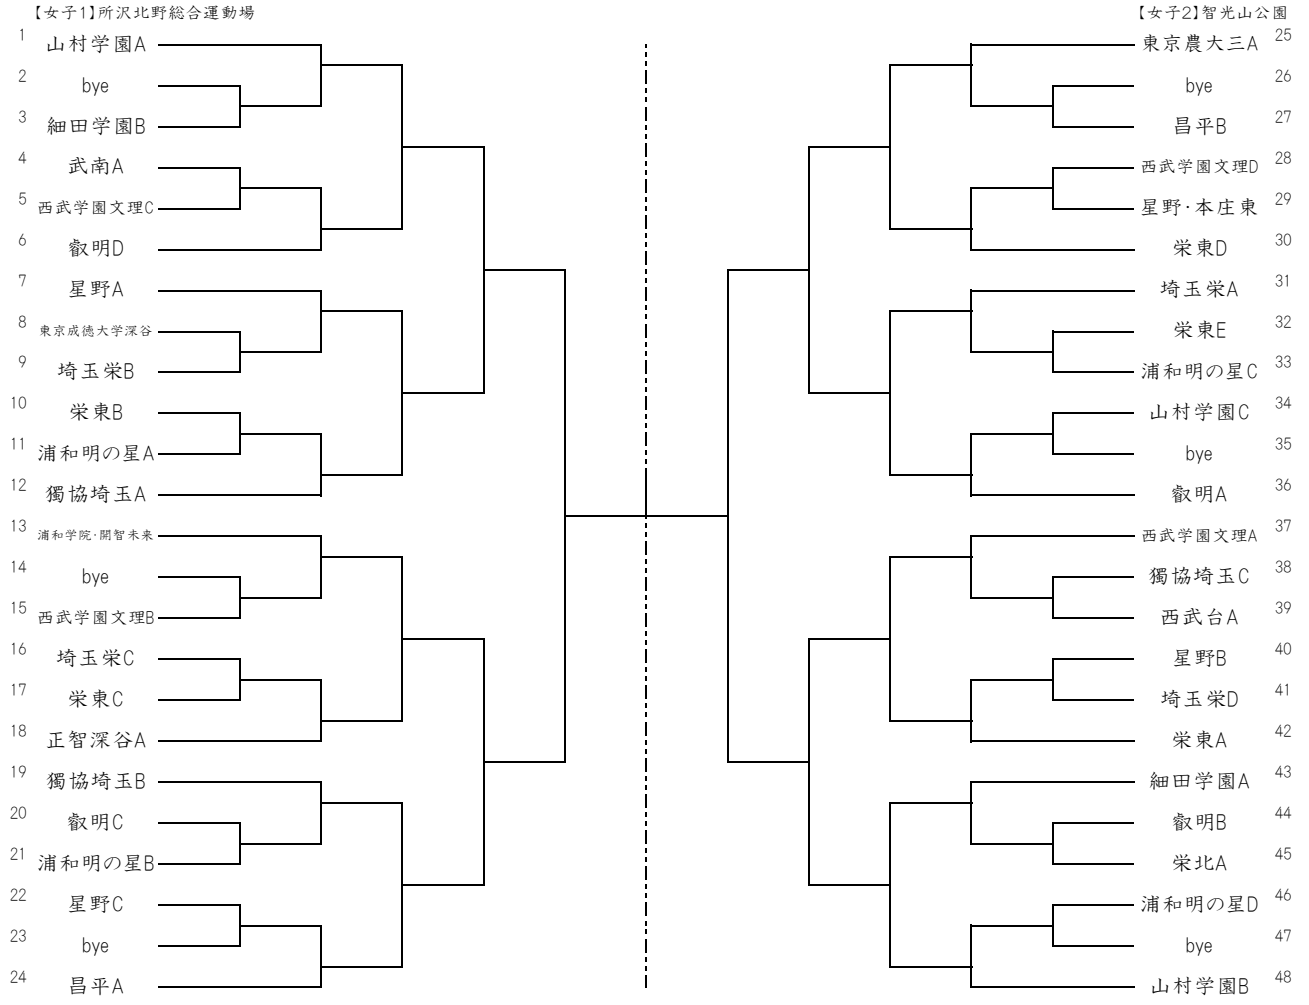 【女子1】所沢北野総合運動場
1 山村学園A
2 bye
3 細田学園B
4 武南A
5 西武学園文理C
6 叡明D
7 星野A
8 東京成徳大学深谷
9 埼玉栄B
10 栄東B
11 浦和明の星A
12 獨協埼玉A
13 浦和学院･開智未来
14 bye
15 西武学園文理B
16 埼玉栄C
17 栄東C
18 正智深谷A
19 獨協埼玉B
20 叡明C
21 浦和明の星B
22 星野C
23 bye
24 昌平A
【女子2】智光山公園
東京農大三A 25
bye 26
昌平B 27
西武学園文理D 28
星野･本庄東 29
栄東D 30
埼玉栄A 31
栄東E 32
浦和明の星C 33
山村学園C 34
bye 35
叡明A 36
西武学園文理A 37
獨協埼玉C 38
西武台A 39
星野B 40
埼玉栄D 41
栄東A 42
細田学園A 43
叡明B 44
栄北A 45
浦和明の星D 46
bye 47
山村学園B 48